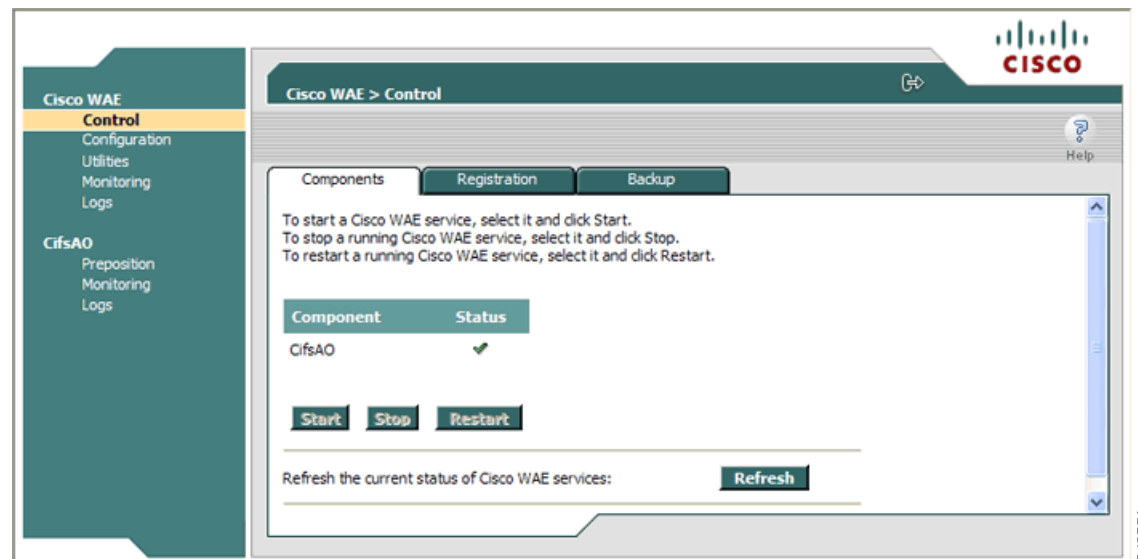 CISCO
Cisco WAE
Control
Configuration
Utilities
Monitoring
Logs
CifsAO
Preposition
Monitoring
Logs
Cisco WAE > Control
Help
Components
Registration
Backup
To start a Cisco WAE service, select it and click Start.
To stop a running Cisco WAE service, select it and click Stop.
To restart a running Cisco WAE service, select it and click Restart.
Component Status
CifsAO
Start Stop Restart
Refresh the current status of Cisco WAE services: Refresh